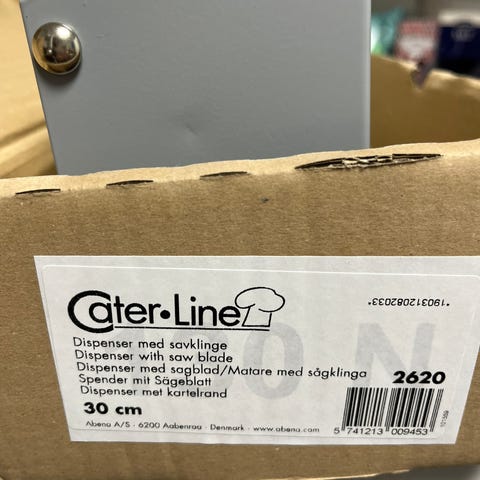 Cater•Line
*190312082033*
Dispenser med savklinge
Dispenser with saw blade
Dispenser med sagblad/Matare med sågklinga
Spender mit Sägeblatt
Dispenser met kartelrand
2620
30 cm
Abena A/S · 6200 Aabenraa · Denmark · www.abena.com
5 741213 009453